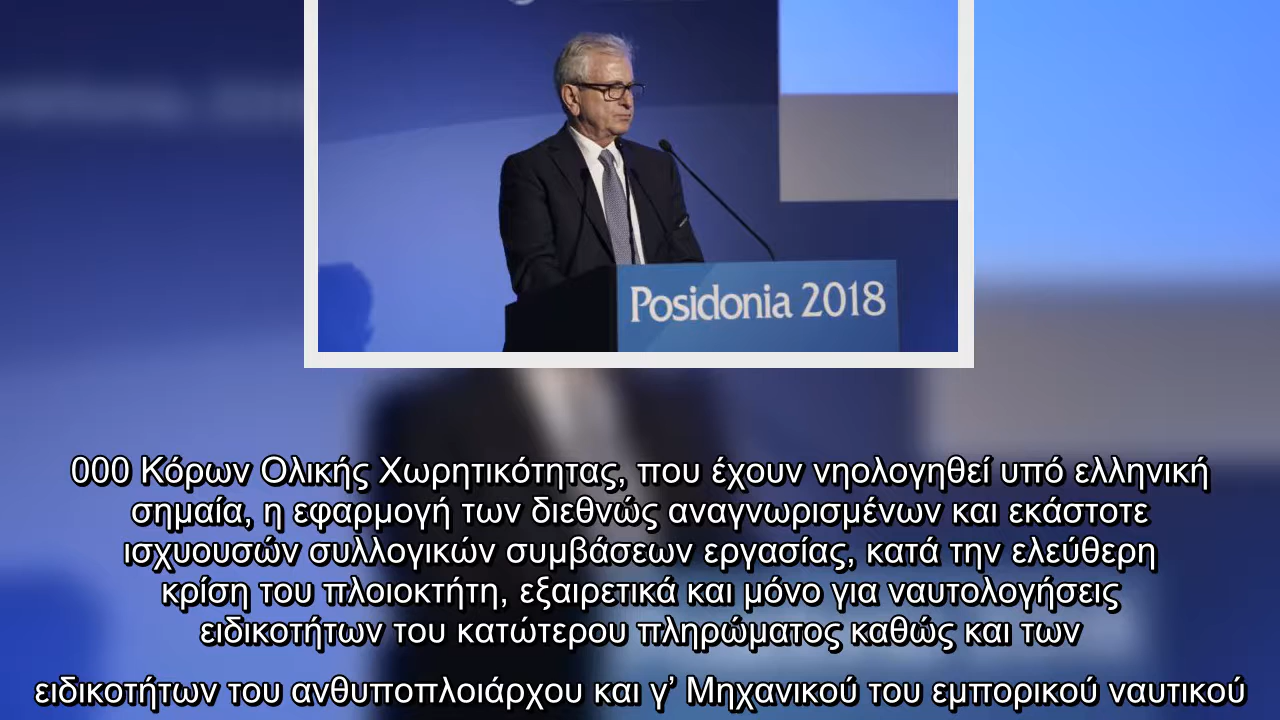 Posidonia 2018
000 Κόρων Ολικής Χωρητικότητας, που έχουν νηολογηθεί υπό ελληνική
σημαία, η εφαρμογή των διεθνώς αναγνωρισμένων και εκάστοτε
ισχυουσών συλλογικών συμβάσεων εργασίας, κατά την ελεύθερη
κρίση του πλοιοκτήτη, εξαιρετικά και μόνο για ναυτολογήσεις
ειδικοτήτων του κατώτερου πληρώματος καθώς και των
ειδικοτήτων του ανθυποπλοιάρχου και γ’ Μηχανικού του εμπορικού ναυτικού